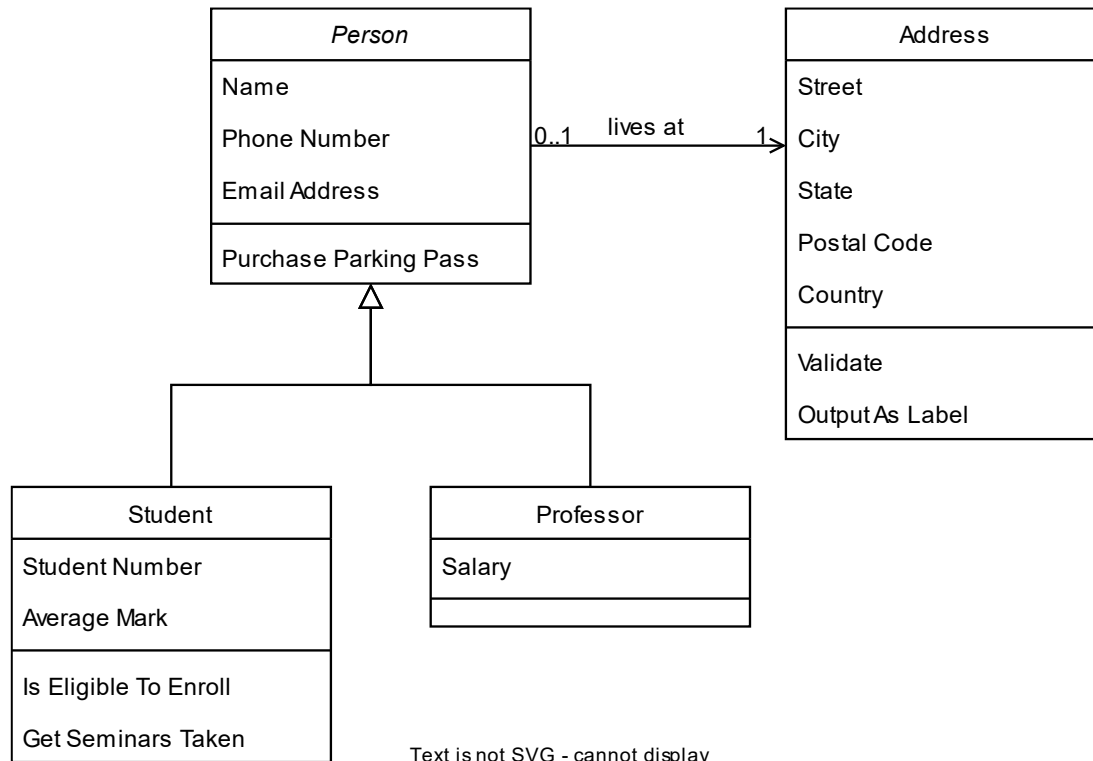 Person
Name
Phone Number
Email Address
Purchase Parking Pass
0..1
lives at
1
Address
Street
City
State
Postal Code
Country
Validate
Output As Label
Student
Student Number
Average Mark
Is Eligible To Enroll
Get Seminars Taken
Professor
Salary
Text is not SVG - cannot display